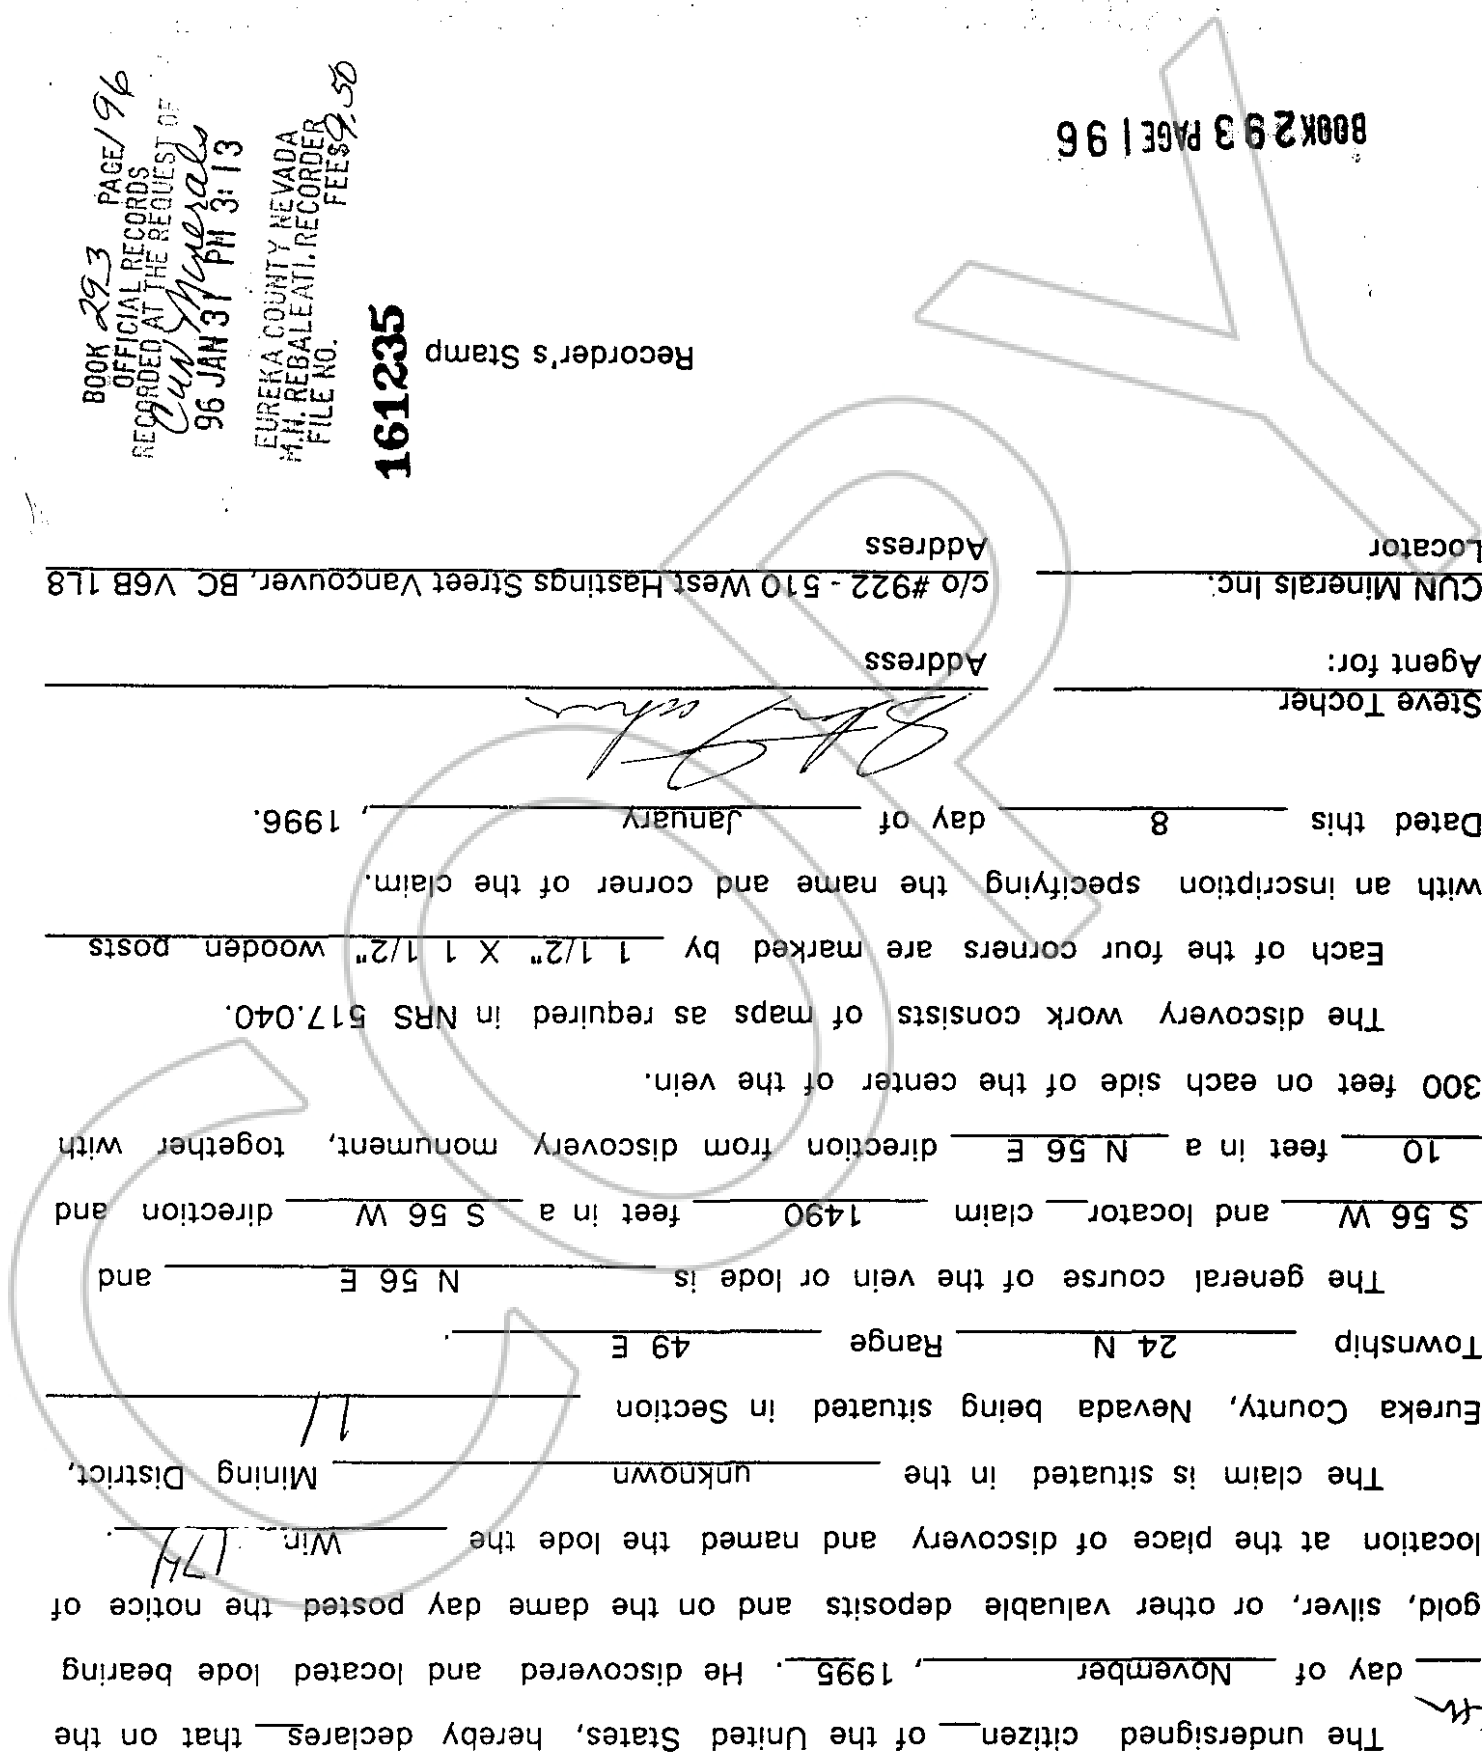 The undersigned citizen of the United States, hereby declares that on the
day of November, 1995. He discovered and located lode bearing
gold, silver, or other valuable deposits and on the dame day posted the notice of
location at the place of discovery and named the lode the Win 174.
The claim is situated in the unknown Mining District,
Eureka County, Nevada being situated in Section
Township 24 N Range 49 E.
The general course of the vein or lode is N 56 E and
S 56 W and locator claim 1490 feet in a S 56 W direction and
10 feet in a N 56 E direction from discovery monument, together with
300 feet on each side of the center of the vein.
The discovery work consists of maps as required in NRS 517.040.
Each of the four corners are marked by 1 1/2" X 1 1/2" wooden posts
with an inscription specifying the name and corner of the claim.
Dated this 8 day of January, 1996.
Steve Tocher
Agent for: Address
CUN Minerals Inc. c/o #922 - 510 West Hastings Street Vancouver, BC V6B 1L8
Locator Address
Recorder's Stamp
BOOK 293 PAGE 196
OFFICIAL RECORDS
RECORDED AT THE REQUEST OF
CUN Minerals
96 JAN 31 PM 3:13
EUREKA COUNTY NEVADA
M.N. REBALEATI, RECORDER
FILE NO. FEE$9.50
161235
BOOK 293 PAGE 196
COPY